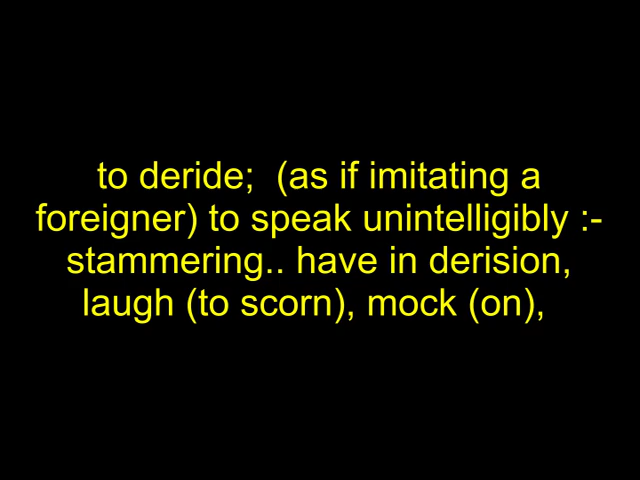 to deride;  (as if imitating a
foreigner) to speak unintelligibly :-
stammering.. have in derision,
laugh (to scorn), mock (on),